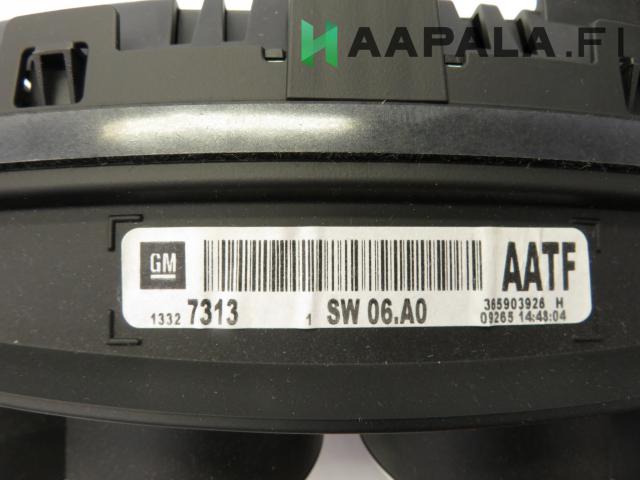 HAAPALA.FI
GM
AATF
1332 7313 1 SW 06.A0
365903926 H
09265 14:43:04